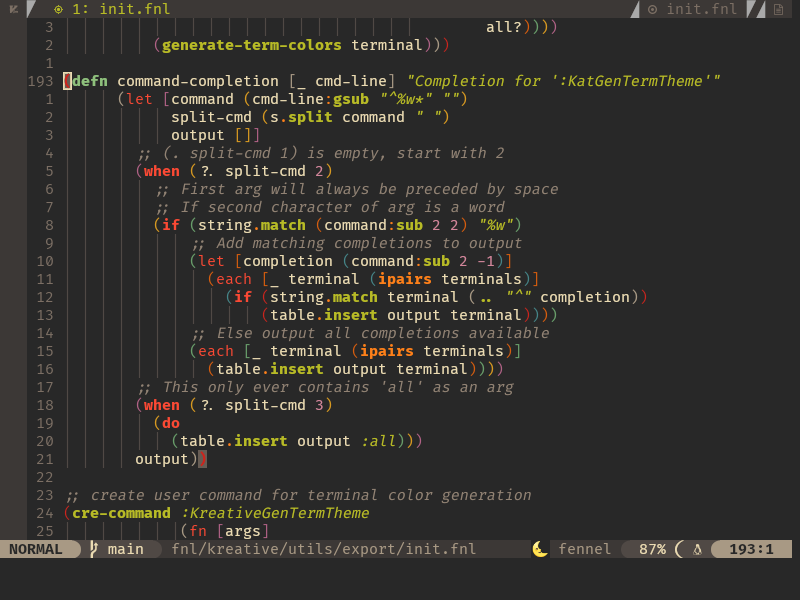 1: init.fnl init.fnl
3 all?))))
2 (generate-term-colors terminal)))
1
193 (defn command-completion [_ cmd-line] "Completion for ':KatGenTermTheme'"
1 (let [command (cmd-line:gsub "^%w*" "")
2 split-cmd (s.split command " ")
3 output []]
4 ;; (. split-cmd 1) is empty, start with 2
5 (when (?. split-cmd 2)
6 ;; First arg will always be preceded by space
7 ;; If second character of arg is a word
8 (if (string.match (command:sub 2 2) "%w")
9 ;; Add matching completions to output
10 (let [completion (command:sub 2 -1)]
11 (each [_ terminal (ipairs terminals)]
12 (if (string.match terminal (.. "^" completion))
13 (table.insert output terminal))))
14 ;; Else output all completions available
15 (each [_ terminal (ipairs terminals)]
16 (table.insert output terminal))))
17 ;; This only ever contains 'all' as an arg
18 (when (?. split-cmd 3)
19 (do
20 (table.insert output :all)))
21 output))
22
23 ;; create user command for terminal color generation
24 (cre-command :KreativeGenTermTheme
25 (fn [args]
NORMAL main fnl/kreative/utils/export/init.fnl fennel 87% 193:1